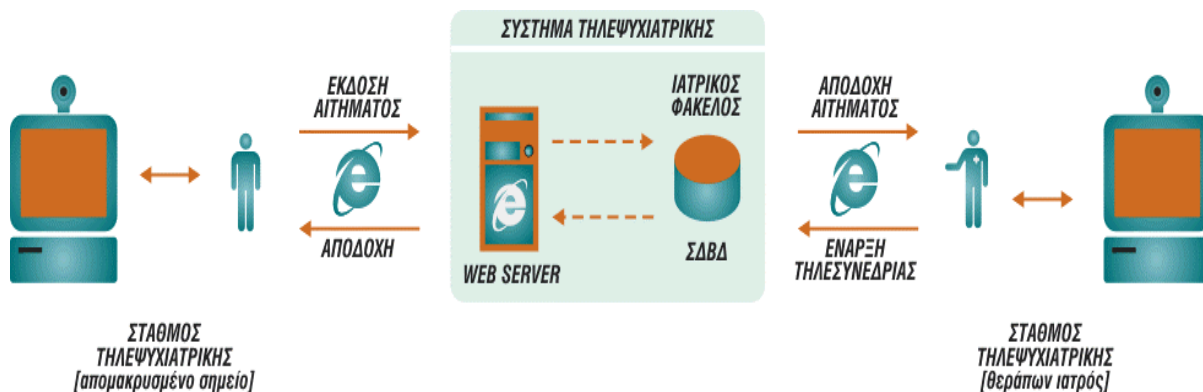 ΣΥΣΤΗΜΑ ΤΗΛΕΨΥΧΙΑΤΡΙΚΗΣ
ΕΚΔΟΣΗ
ΑΙΤΗΜΑΤΟΣ
ΑΠΟΔΟΧΗ
ΙΑΤΡΙΚΟΣ
ΦΑΚΕΛΟΣ
WEB SERVER
ΣΔΒΔ
ΑΠΟΔΟΧΗ
ΑΙΤΗΜΑΤΟΣ
ΕΝΑΡΞΗ
ΤΗΛΕΣΥΝΕΔΡΙΑΣ
ΣΤΑΘΜΟΣ
ΤΗΛΕΨΥΧΙΑΤΡΙΚΗΣ
[απομακρυσμένο σημείο]
ΣΤΑΘΜΟΣ
ΤΗΛΕΨΥΧΙΑΤΡΙΚΗΣ
[θεράπων ιατρός]